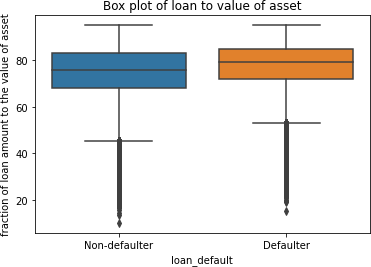 Box plot of loan to value of asset
fraction of loan amount to the value of asset
80
60
40
20
Non-defaulter
Defaulter
loan_default